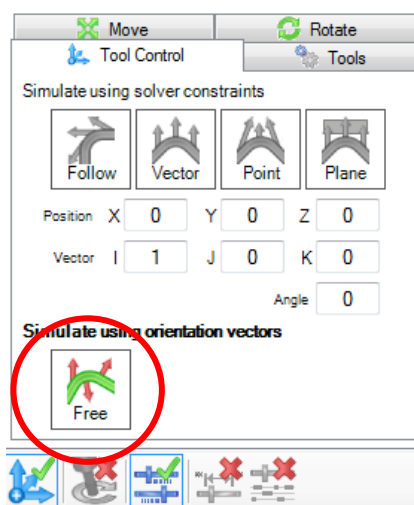 Move Rotate
Tool Control Tools
Simulate using solver constraints
Follow Vector Point Plane
Position X 0 Y 0 Z 0
Vector I 1 J 0 K 0
Angle 0
Simulate using orientation vectors
Free